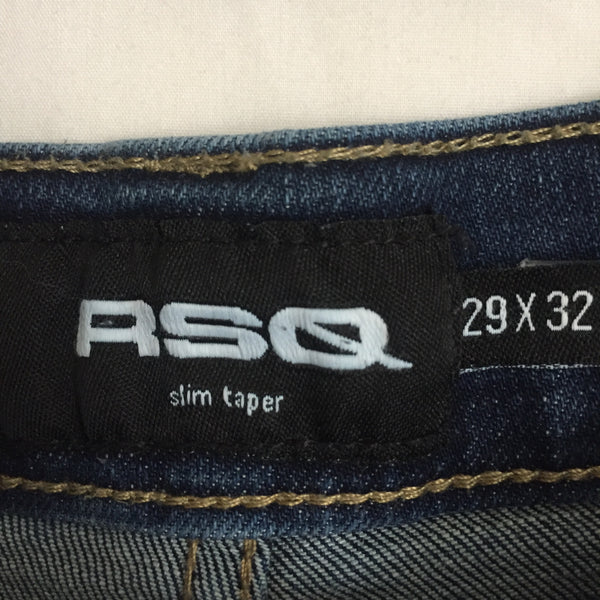 RSQ
slim taper
29 X 32